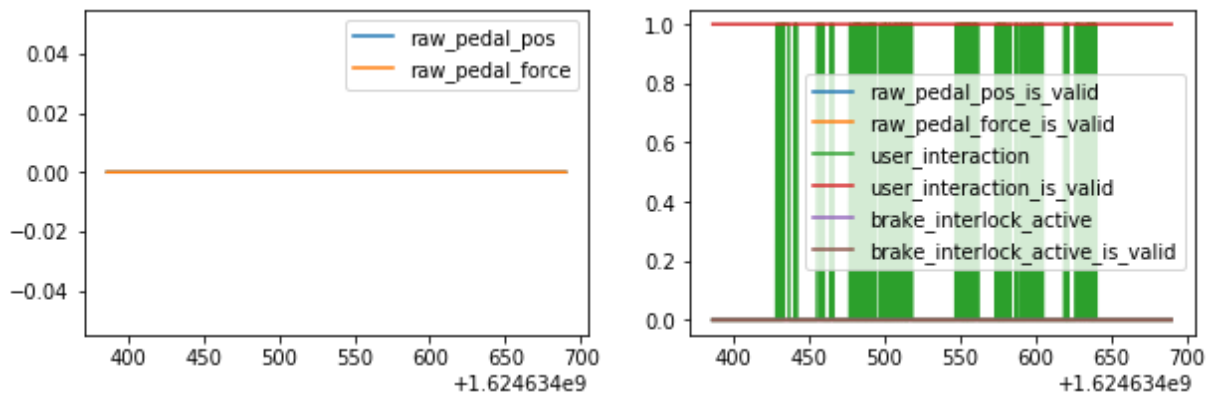 0.04
0.02
0.00
−0.02
−0.04
raw_pedal_pos
raw_pedal_force
400 450 500 550 600 650 700
+1.624634e9
1.0
0.8
0.6
0.4
0.2
0.0
raw_pedal_pos_is_valid
raw_pedal_force_is_valid
user_interaction
user_interaction_is_valid
brake_interlock_active
brake_interlock_active_is_valid
400 450 500 550 600 650 700
+1.624634e9